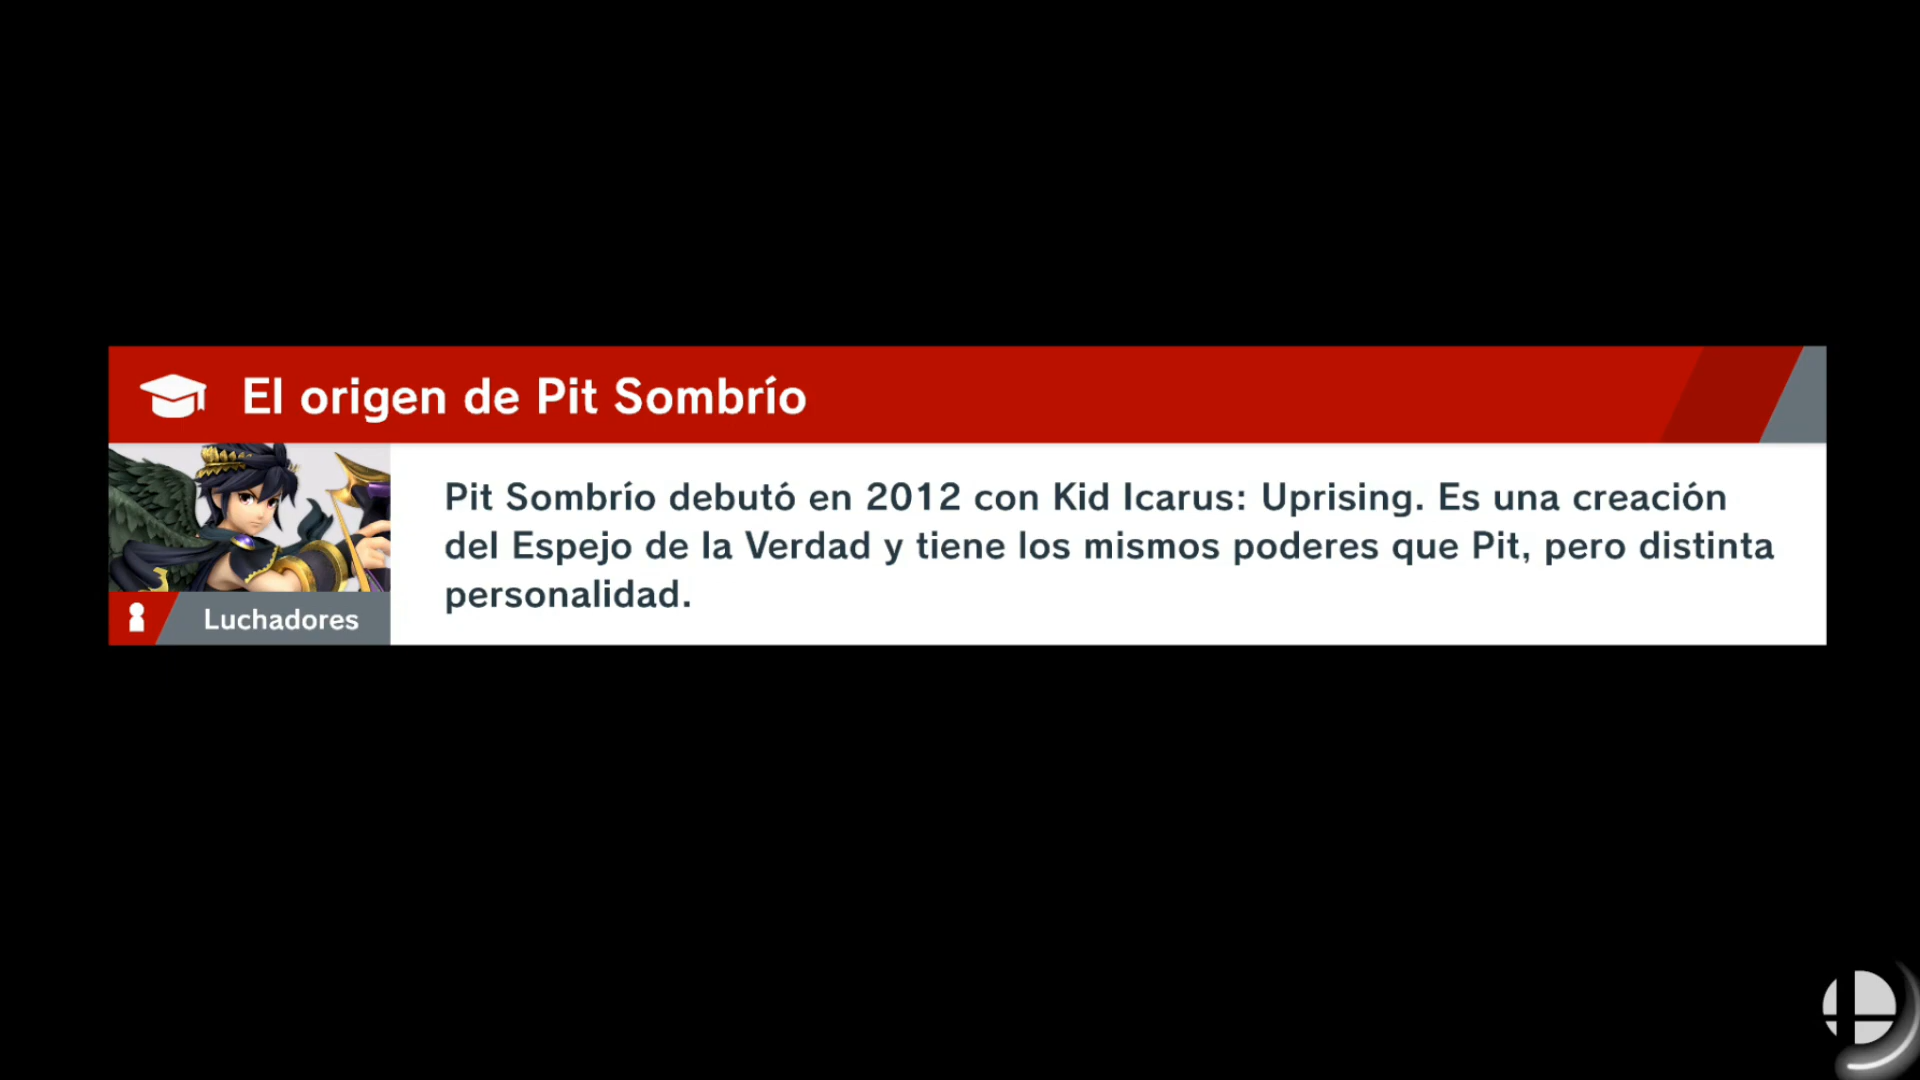 El origen de Pit Sombrío
Pit Sombrío debutó en 2012 con Kid Icarus: Uprising. Es una creación
del Espejo de la Verdad y tiene los mismos poderes que Pit, pero distinta
personalidad.
Luchadores